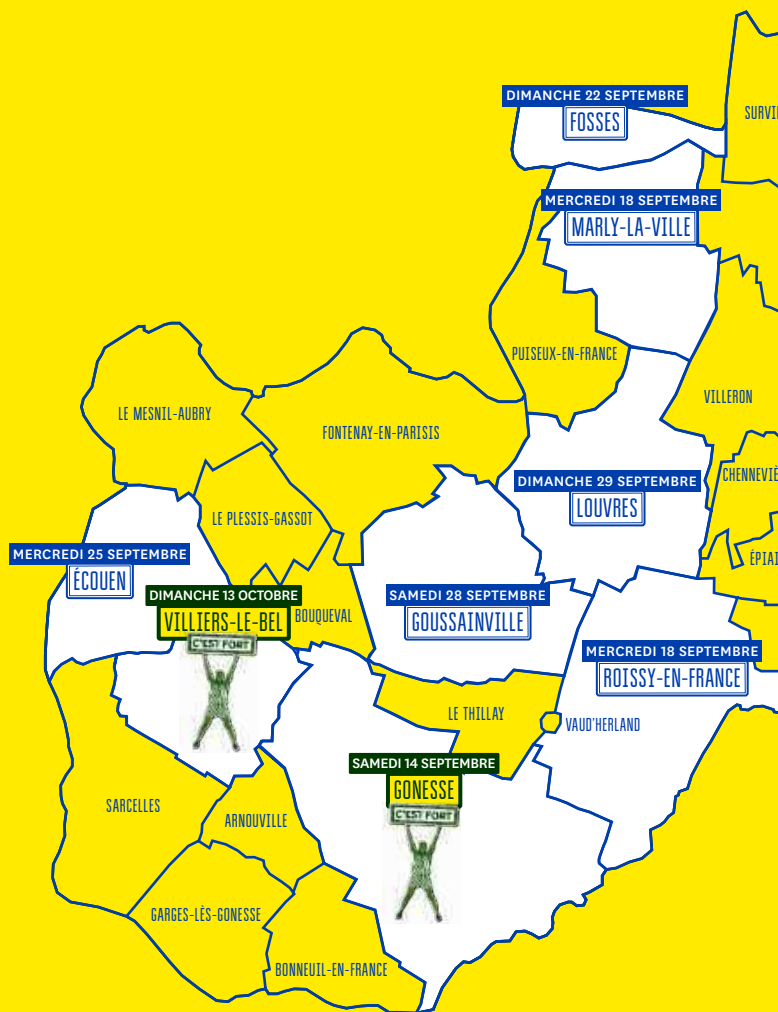 DIMANCHE 22 SEPTEMBRE
FOSSES
MERCREDI 18 SEPTEMBRE
MARLY-LA-VILLE
PUISEUX-EN-FRANCE
VILLERON
LE MESNIL-AUBRY
FONTENAY-EN-PARISIS
LE PLESSIS-GASSOT
DIMANCHE 29 SEPTEMBRE
LOUVRES
MERCREDI 25 SEPTEMBRE
ÉCOUEN
DIMANCHE 13 OCTOBRE
VILLIERS-LE-BEL
C'EST FORT
BOUQUEVAL
SAMEDI 28 SEPTEMBRE
GOUSSAINVILLE
MERCREDI 18 SEPTEMBRE
ROISSY-EN-FRANCE
LE THILLAY
VAUD'HERLAND
SAMEDI 14 SEPTEMBRE
GONESSE
C'EST FORT
SARCELLES
ARNOUVILLE
GARGES-LÈS-GONESSE
BONNEUIL-EN-FRANCE